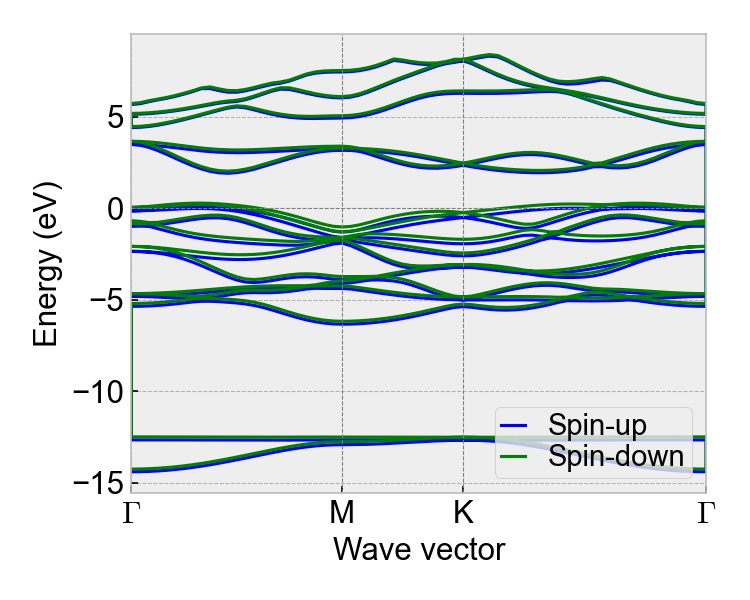 Energy (eV)
5
0
−5
−10
−15
Spin-up
Spin-down
Γ M K Γ
Wave vector